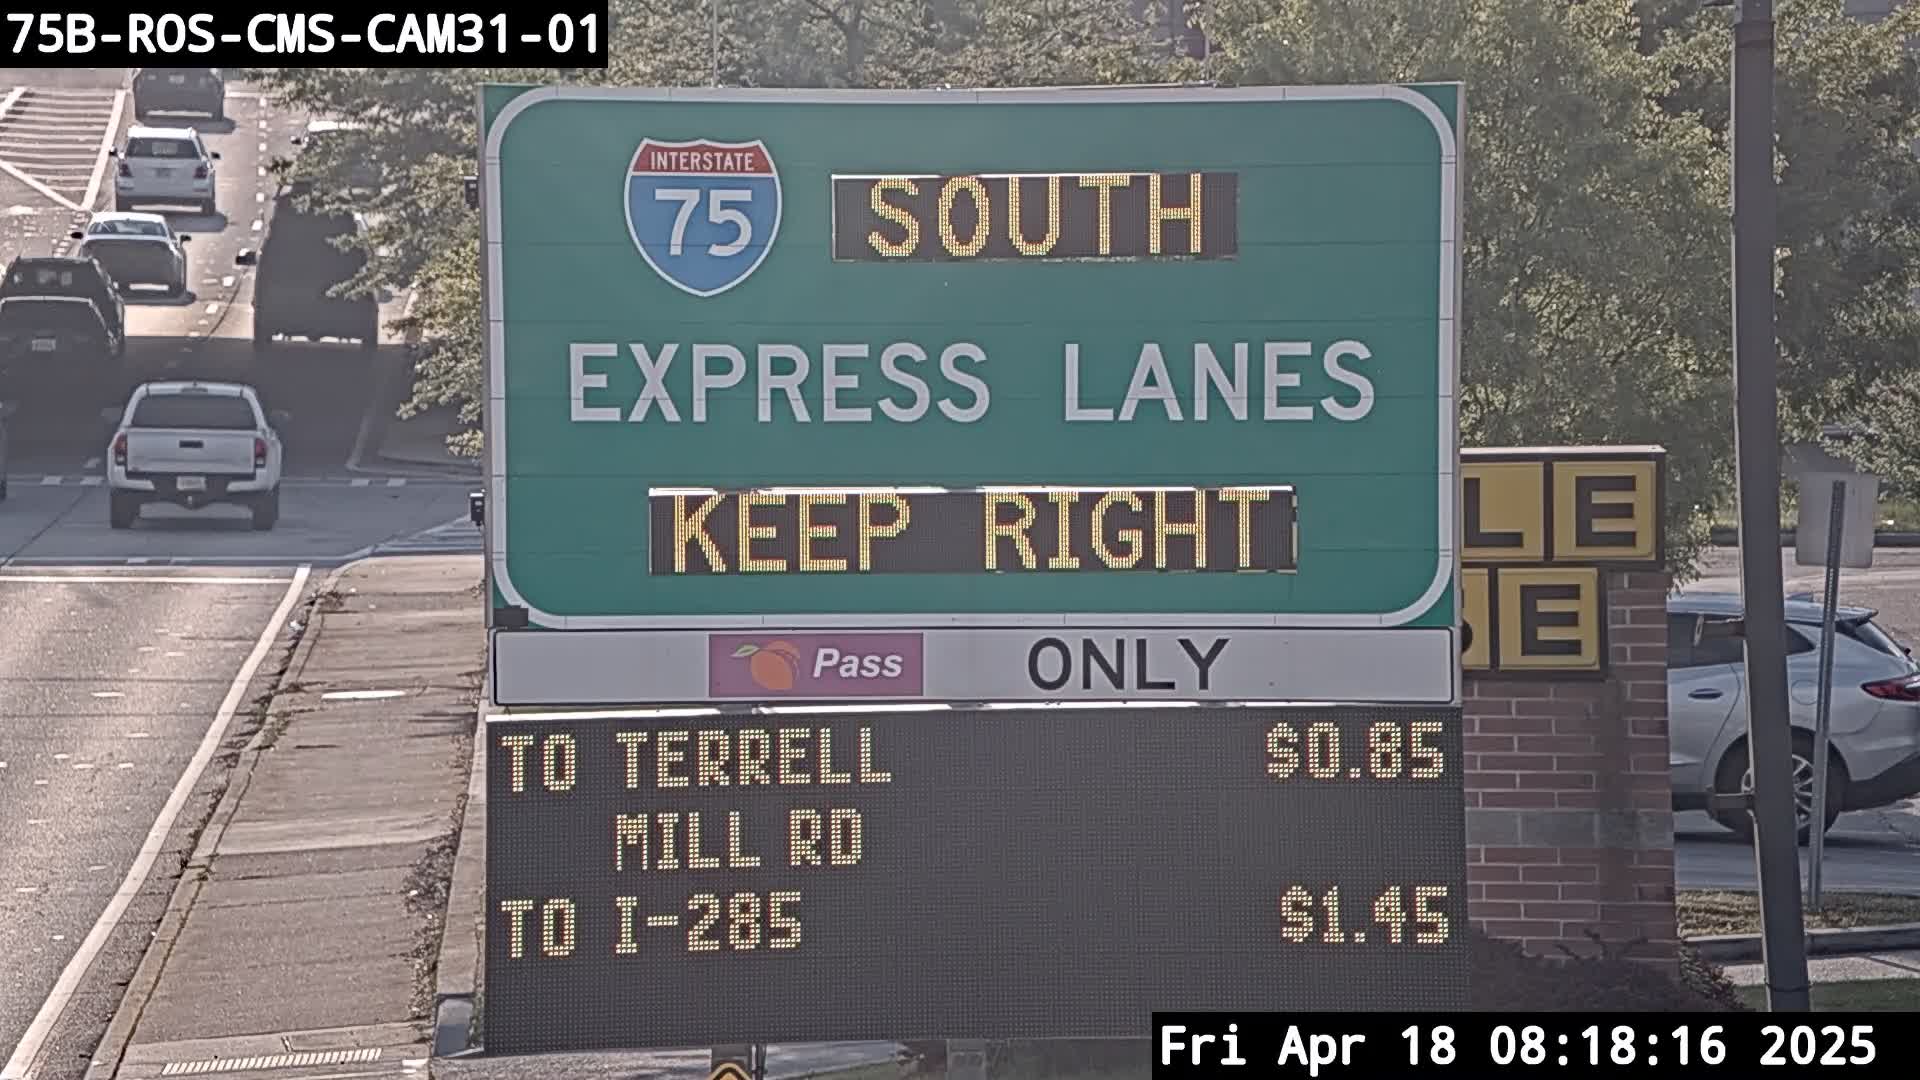 75B-ROS-CMS-CAM31-01
INTERSTATE
75
SOUTH
EXPRESS LANES
KEEP RIGHT
Pass ONLY
TO TERRELL $0.85
MILL RD
TO I-285 $1.45
LE
E
Fri Apr 18 08:18:16 2025